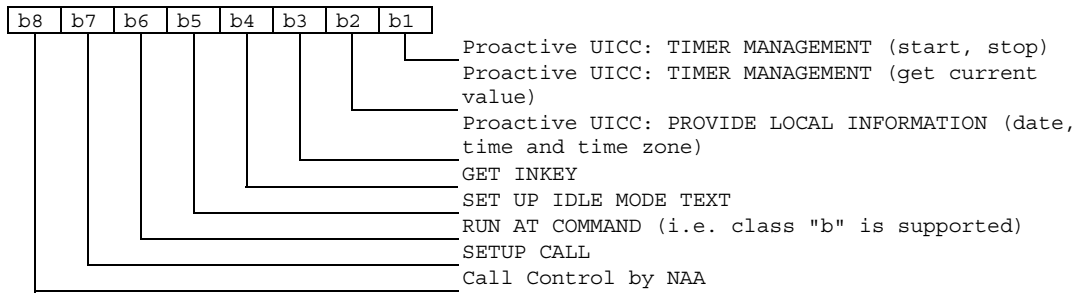 b8 b7 b6 b5 b4 b3 b2 b1
Proactive UICC: TIMER MANAGEMENT (start, stop)
Proactive UICC: TIMER MANAGEMENT (get current
value)
Proactive UICC: PROVIDE LOCAL INFORMATION (date,
time and time zone)
GET INKEY
SET UP IDLE MODE TEXT
RUN AT COMMAND (i.e. class "b" is supported)
SETUP CALL
Call Control by NAA